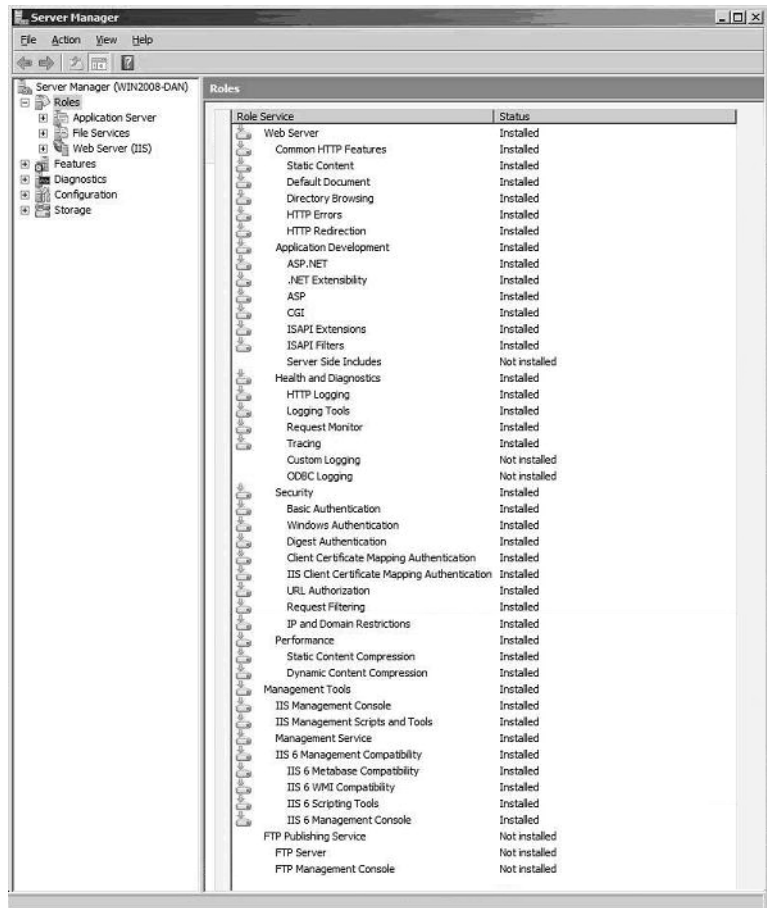 Server Manager
File Action View Help
Server Manager (WIN2008-DAN)
Roles
Application Server
File Services
Web Server (IIS)
Features
Diagnostics
Configuration
Storage
Roles
Role Service Status
Web Server Installed
Common HTTP Features Installed
Static Content Installed
Default Document Installed
Directory Browsing Installed
HTTP Errors Installed
HTTP Redirection Installed
Application Development Installed
ASP.NET Installed
.NET Extensibility Installed
ASP Installed
CGI Installed
ISAPI Extensions Installed
ISAPI Filters Installed
Server Side Includes Not installed
Health and Diagnostics Installed
HTTP Logging Installed
Logging Tools Installed
Request Monitor Installed
Tracing Installed
Custom Logging Not installed
ODBC Logging Not installed
Security Installed
Basic Authentication Installed
Windows Authentication Installed
Digest Authentication Installed
Client Certificate Mapping Authentication Installed
IIS Client Certificate Mapping Authentication Installed
URL Authorization Installed
Request Filtering Installed
IP and Domain Restrictions Installed
Performance Installed
Static Content Compression Installed
Dynamic Content Compression Installed
Management Tools Installed
IIS Management Console Installed
IIS Management Scripts and Tools Installed
Management Service Installed
IIS 6 Management Compatibility Installed
IIS 6 Metabase Compatibility Installed
IIS 6 WMI Compatibility Installed
IIS 6 Scripting Tools Installed
IIS 6 Management Console Installed
FTP Publishing Service Not installed
FTP Server Not installed
FTP Management Console Not installed